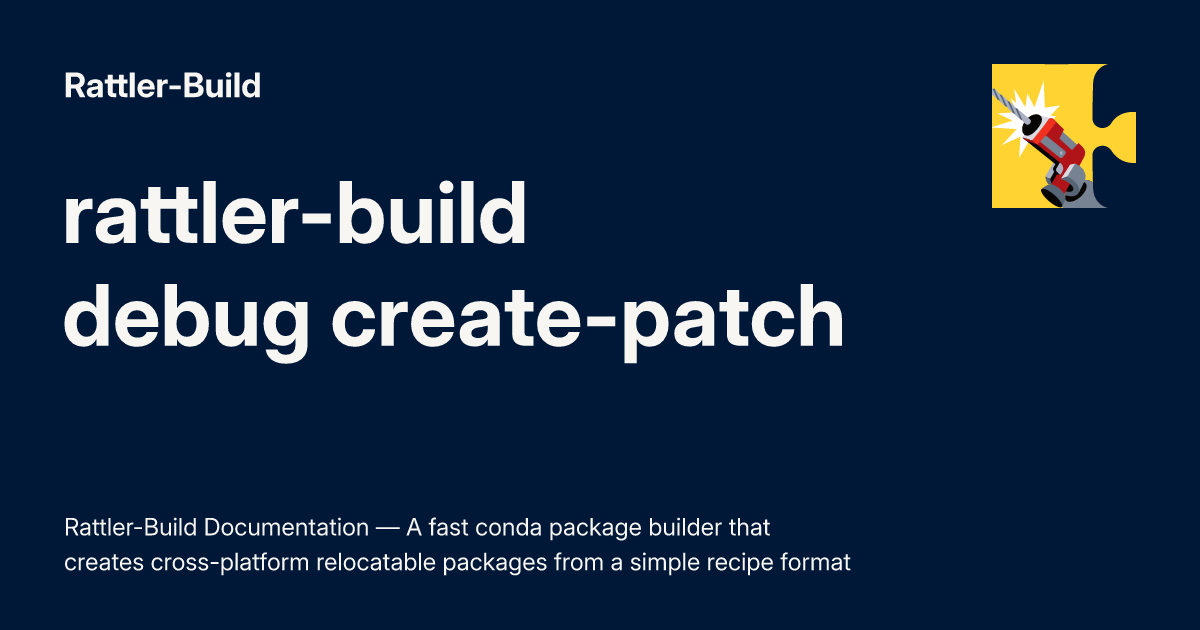 Rattler-Build
rattler-build
debug create-patch
Rattler-Build Documentation — A fast conda package builder that
creates cross-platform relocatable packages from a simple recipe format